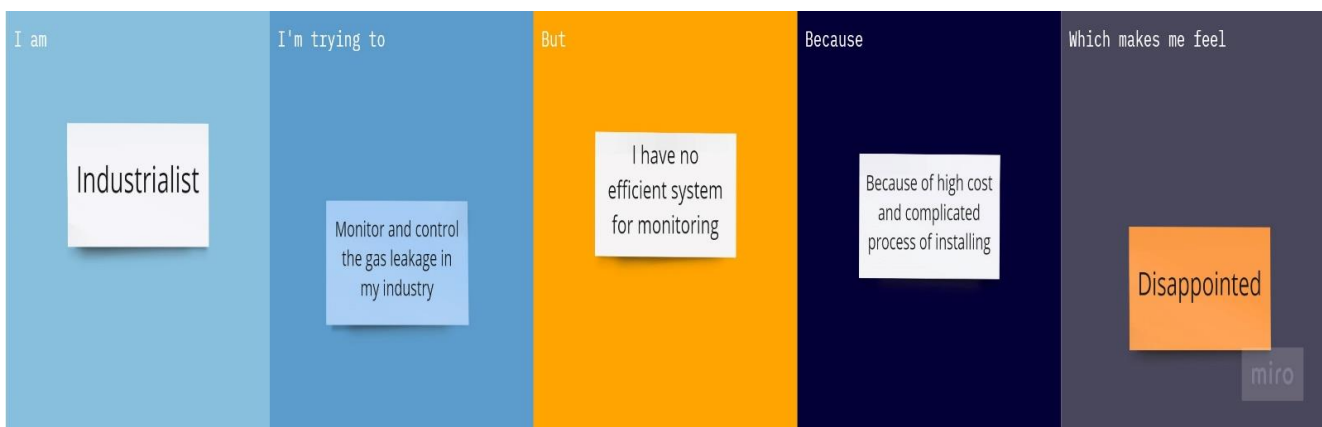 I am
Industrialist
I'm trying to
Monitor and control
the gas leakage in
my industry
But
I have no
efficient system
for monitoring
Because
Because of high cost
and complicated
process of installing
Which makes me feel
Disappointed
miro